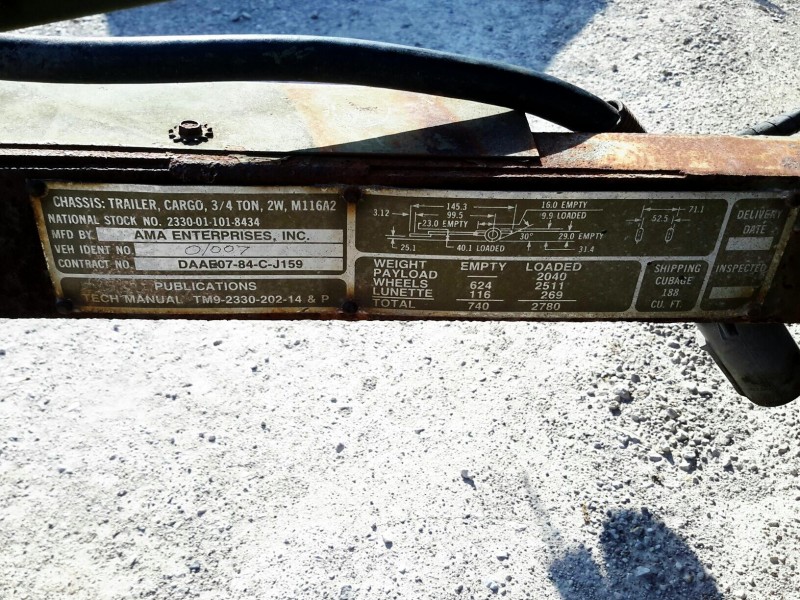 CHASSIS: TRAILER, CARGO, 3/4 TON, 2W, M116A2
NATIONAL STOCK NO. 2330-01-101-8434
MFD BY. AMA ENTERPRISES, INC.
VEH IDENT NO. 01007
CONTRACT NO. DAAE07-84-C-J159
PUBLICATIONS
TECH MANUAL TM9-2330-202-14 & P
145.3
3.12
99.5
23.0 EMPTY
16.0 EMPTY
9.9 LOADED
30°
29.0 EMPTY
25.1
40.1 LOADED
31.4
71.1
52.5
WEIGHT EMPTY LOADED
PAYLOAD 2040
WHEELS 624 2511
LUNETTE 116 269
TOTAL 740 2780
SHIPPING
CUBAGE
188
CU. FT.
DELIVERY
DATE
INSPECTED